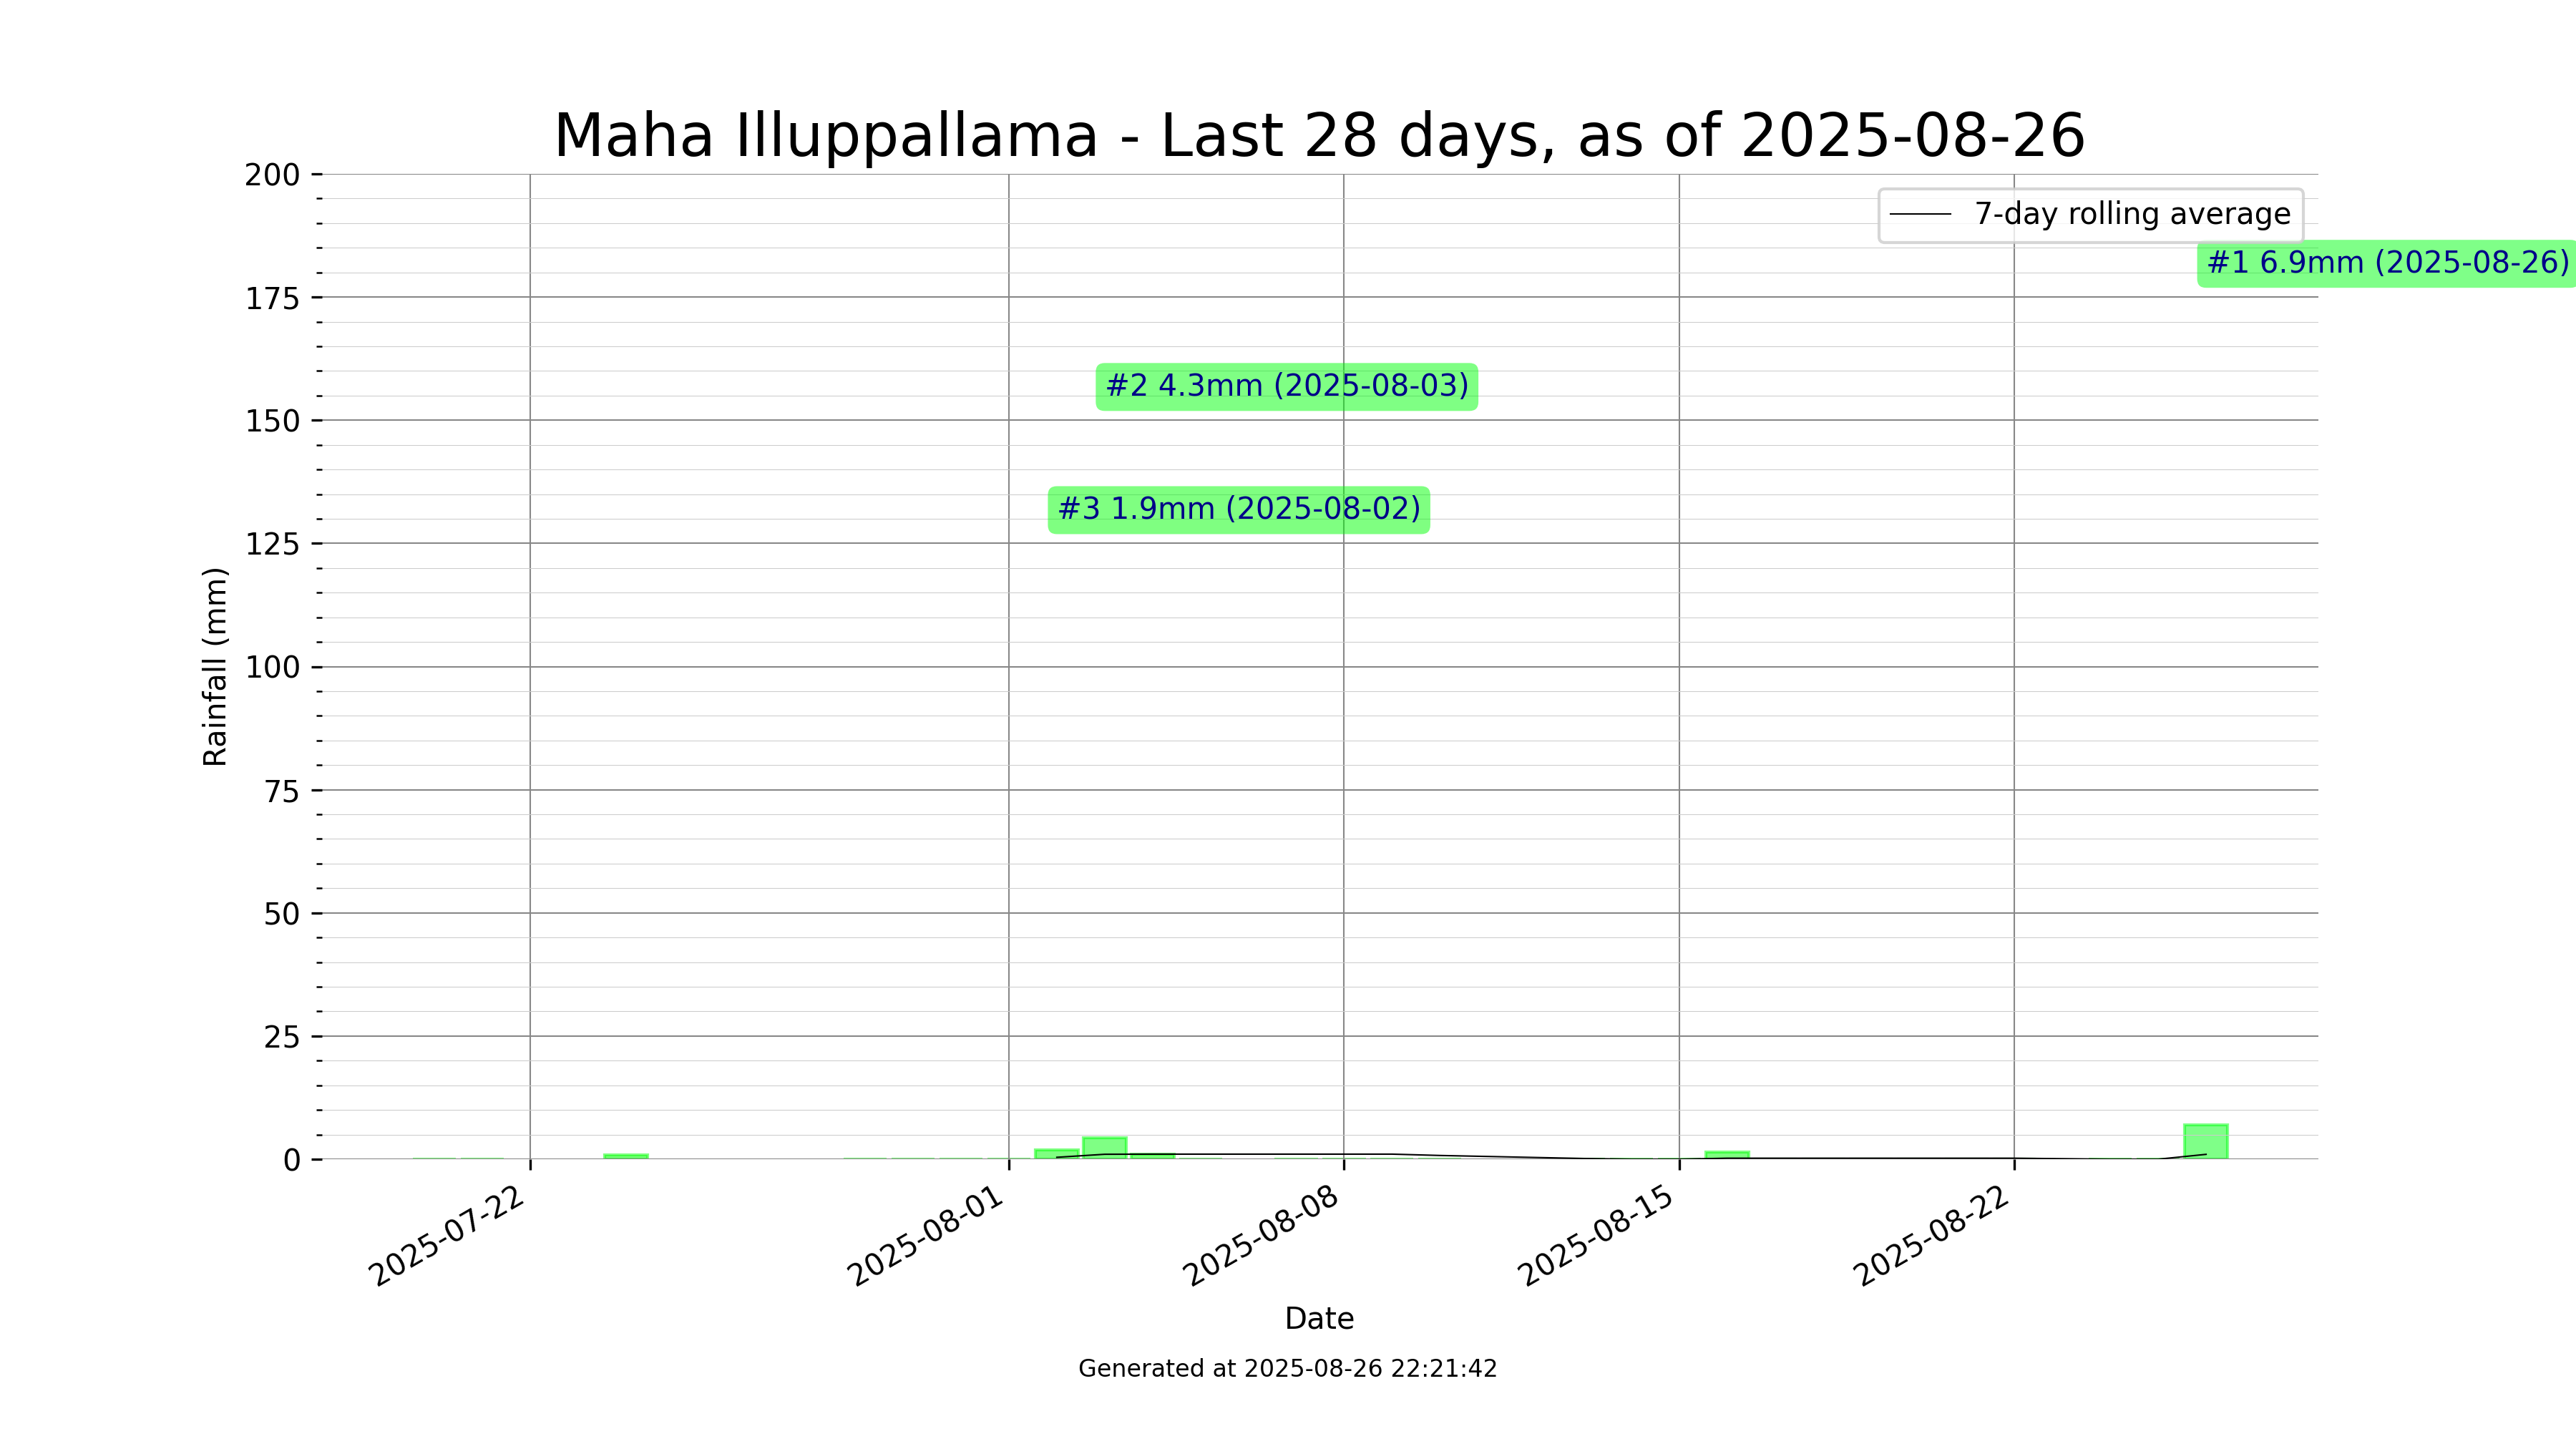 Maha Illuppallama - Last 28 days, as of 2025-08-26
200
175
150
125
100
75
50
25
0
Rainfall (mm)
7-day rolling average
#1 6.9mm (2025-08-26)
#2 4.3mm (2025-08-03)
#3 1.9mm (2025-08-02)
2025-07-22
2025-08-01
2025-08-08
2025-08-15
2025-08-22
Date
Generated at 2025-08-26 22:21:42